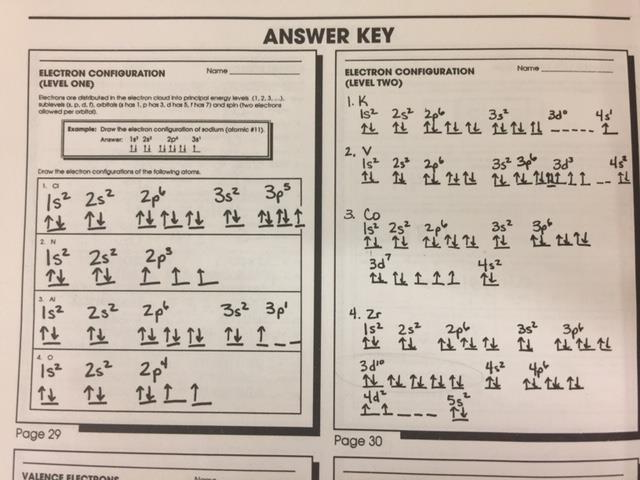 ANSWER KEY
ELECTRON CONFIGURATION Name
(LEVEL ONE)
Electrons are distributed in the electron cloud into principal energy levels (1, 2, 3, ...),
sublevels (s, p, d, f), orbitals (s has 1, p has 3, d has 5, f has 7) and spin (two electrons
allowed per orbital).
Example: Draw the electron configuration of sodium (atomic #11).
Answer: 1s² 2s² 2p⁶ 3s¹
↑↓ ↑↓ ↑↓ ↑↓ ↑↓ ↑
Draw the electron configurations of the following atoms.
1. Cl
1s² 2s² 2p⁶ 3s² 3p⁵
↑↓ ↑↓ ↑↓ ↑↓ ↑↓ ↑↓ ↑↓ ↑↓ ↑
2. N
1s² 2s² 2p³
↑↓ ↑↓ ↑ ↑ ↑
3. Al
1s² 2s² 2p⁶ 3s² 3p¹
↑↓ ↑↓ ↑↓ ↑↓ ↑↓ ↑↓ ↑ _ _
4. O
1s² 2s² 2p⁴
↑↓ ↑↓ ↑↓ ↑ ↑
Page 29
ELECTRON CONFIGURATION Name
(LEVEL TWO)
1. K
1s² 2s² 2p⁶ 3s² 3d⁰ 4s¹
↑↓ ↑↓ ↑↓ ↑↓ ↑↓ ↑↓ ↑↓ ↑↓ _ _ _ _ _ ↑
2. V
1s² 2s² 2p⁶ 3s² 3p⁶ 3d³ 4s²
↑↓ ↑↓ ↑↓ ↑↓ ↑↓ ↑↓ ↑↓ ↑↓ ↑↓ ↑ ↑ ↑ _ _ ↑↓
3. Co
1s² 2s² 2p⁶ 3s² 3p⁶
↑↓ ↑↓ ↑↓ ↑↓ ↑↓ ↑↓ ↑↓ ↑↓ ↑↓
3d⁷ 4s²
↑↓ ↑↓ ↑ ↑ ↑ ↑↓
4. Zr
1s² 2s² 2p⁶ 3s² 3p⁶
↑↓ ↑↓ ↑↓ ↑↓ ↑↓ ↑↓ ↑↓ ↑↓ ↑↓
3d¹⁰ 4s² 4p⁶
↑↓ ↑↓ ↑↓ ↑↓ ↑↓ ↑↓ ↑↓ ↑↓ ↑↓
4d² 5s²
↑ ↑ _ _ _ ↑↓
Page 30
VALENCE ELECTRONS Name